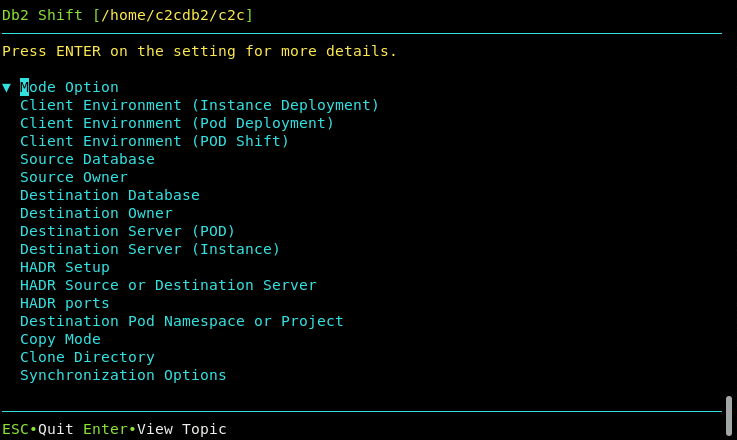 Db2 Shift [/home/c2cdb2/c2c]
Press ENTER on the setting for more details.
▼ Mode Option
Client Environment (Instance Deployment)
Client Environment (Pod Deployment)
Client Environment (POD Shift)
Source Database
Source Owner
Destination Database
Destination Owner
Destination Server (POD)
Destination Server (Instance)
HADR Setup
HADR Source or Destination Server
HADR ports
Destination Pod Namespace or Project
Copy Mode
Clone Directory
Synchronization Options
ESC•Quit Enter•View Topic